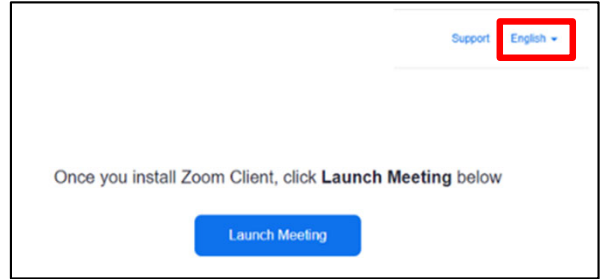 Support English
Once you install Zoom Client, click Launch Meeting below
Launch Meeting